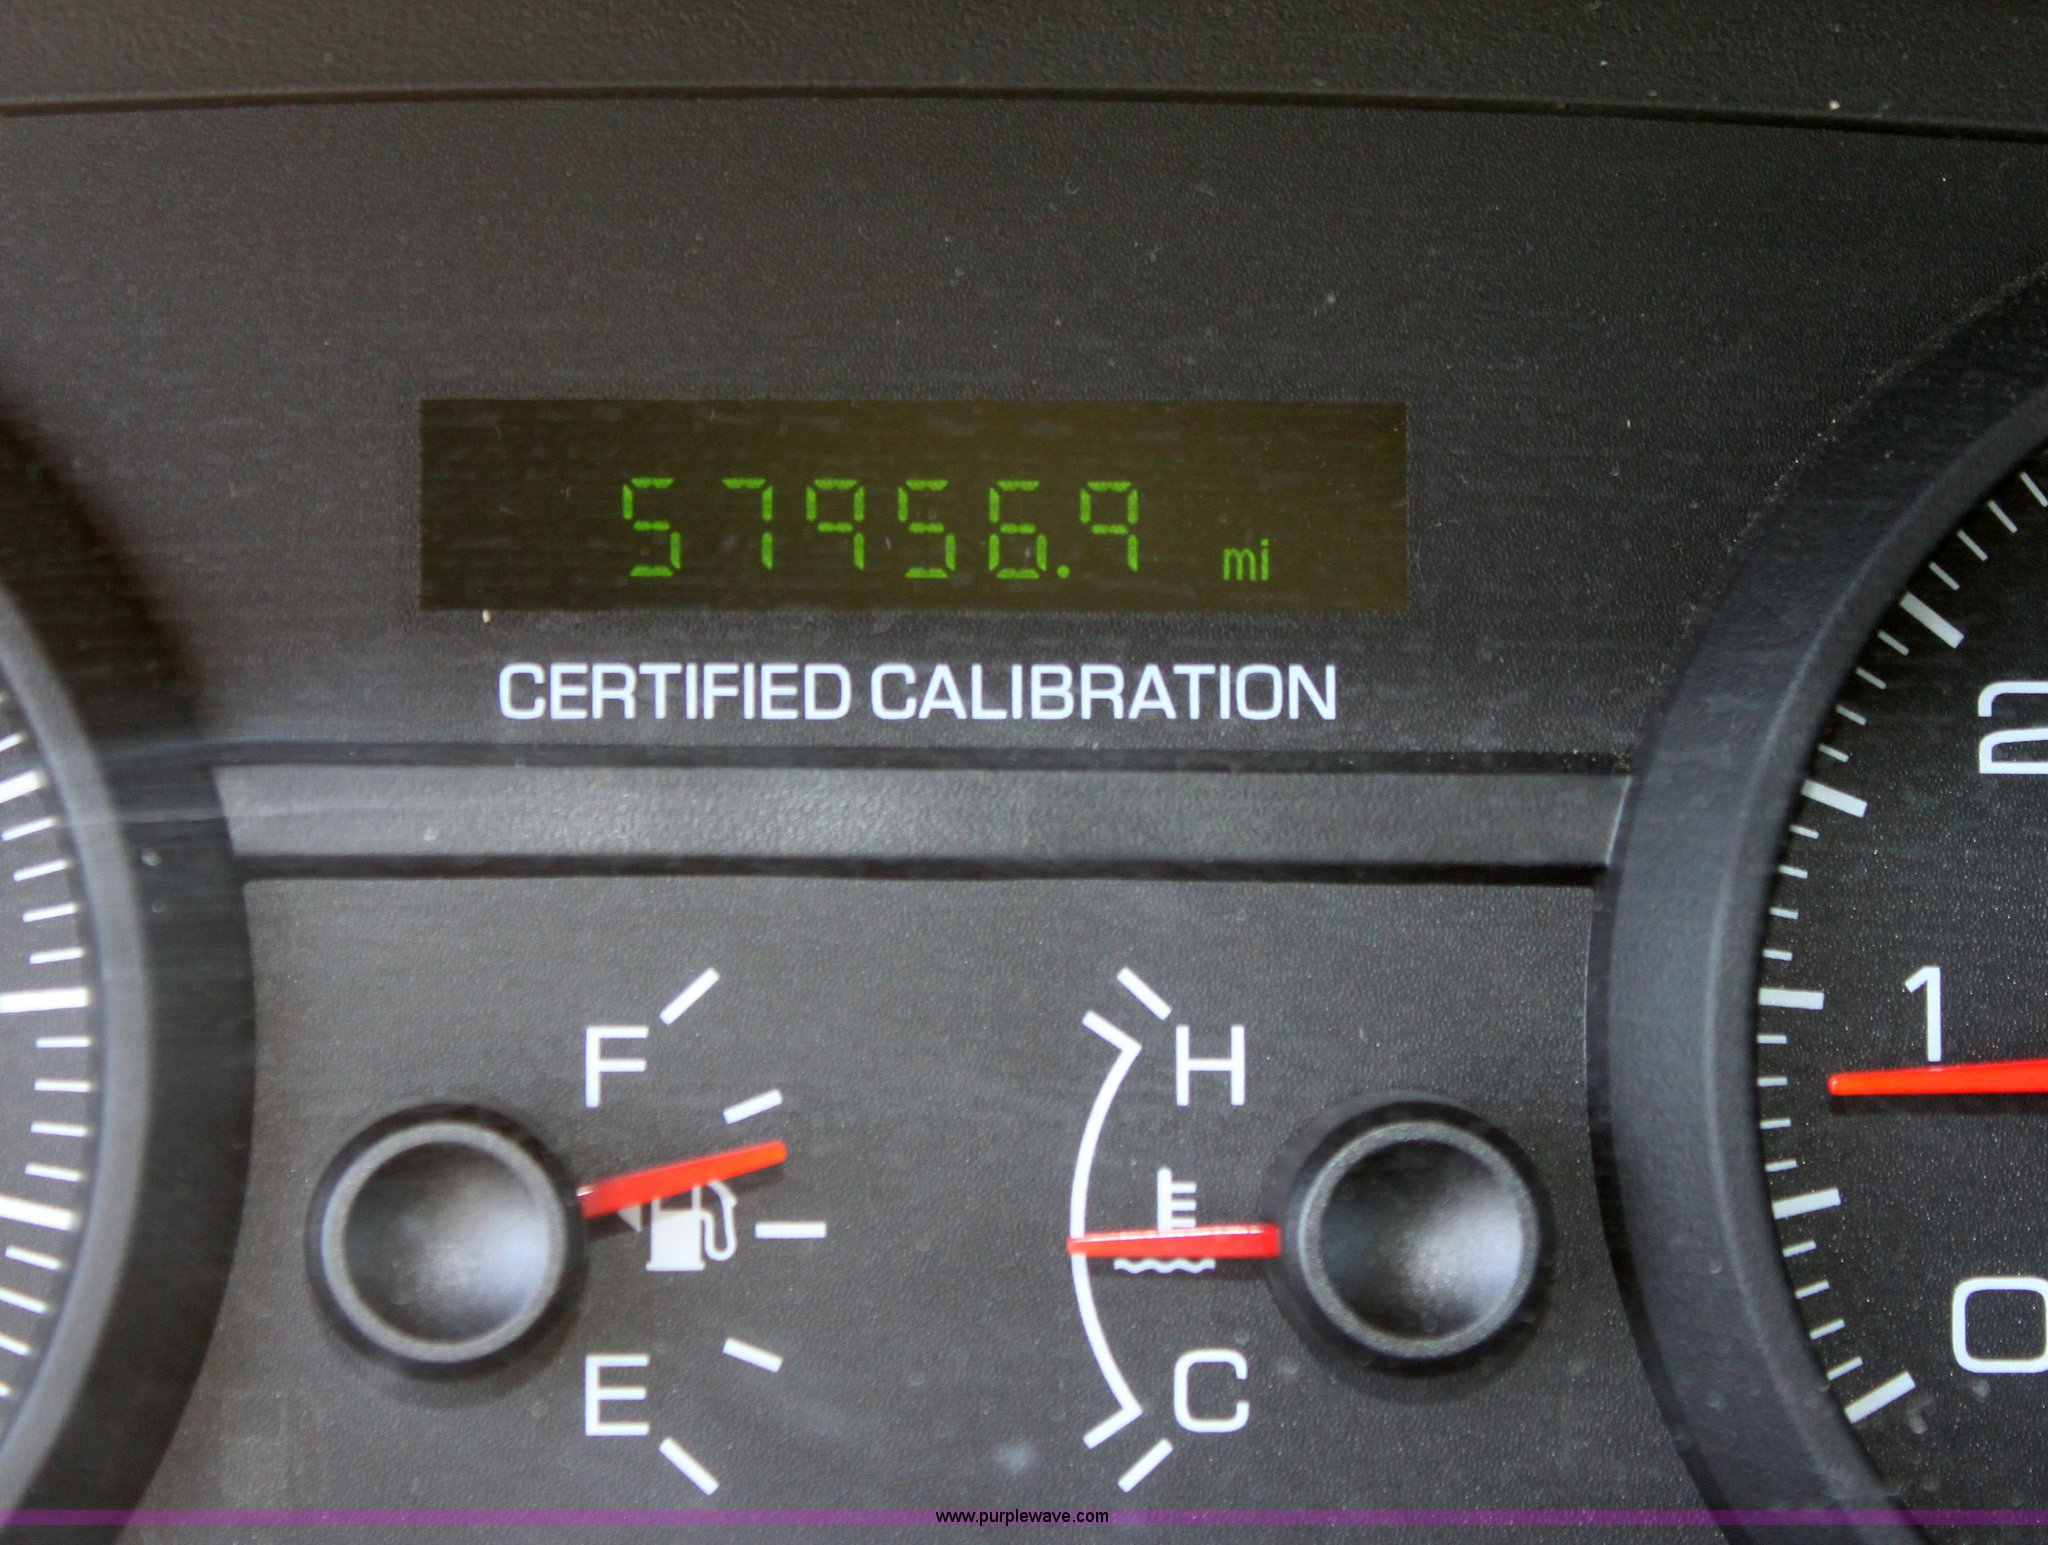 57956.9 mi
CERTIFIED CALIBRATION
2
1
F
H
E
C
0
www.purplewave.com